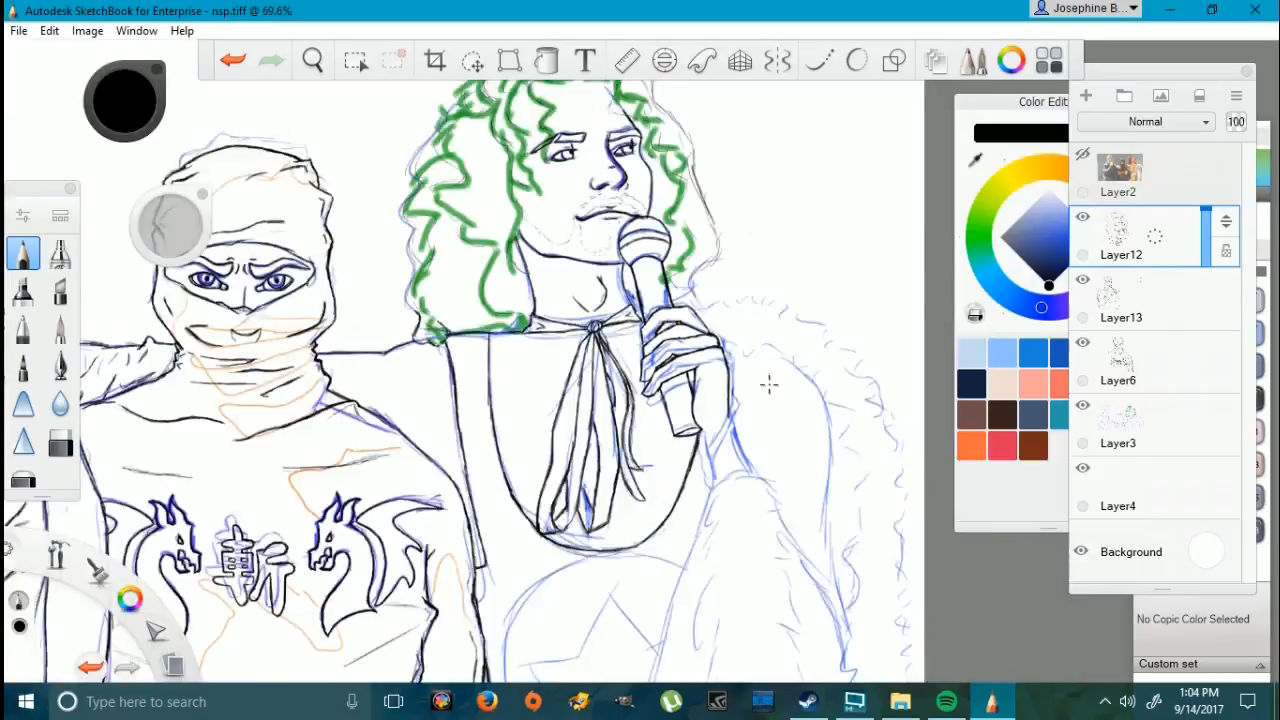 Autodesk SketchBook for Enterprise - nsp.tiff @ 69.6%
Josephine B...
File Edit Image Window Help
Color Edit
Normal
100
Layer2
Layer12
Layer13
Layer6
Layer3
Layer4
Background
斬
No Copic Color Selected
Custom set
Type here to search
1:04 PM
9/14/2017